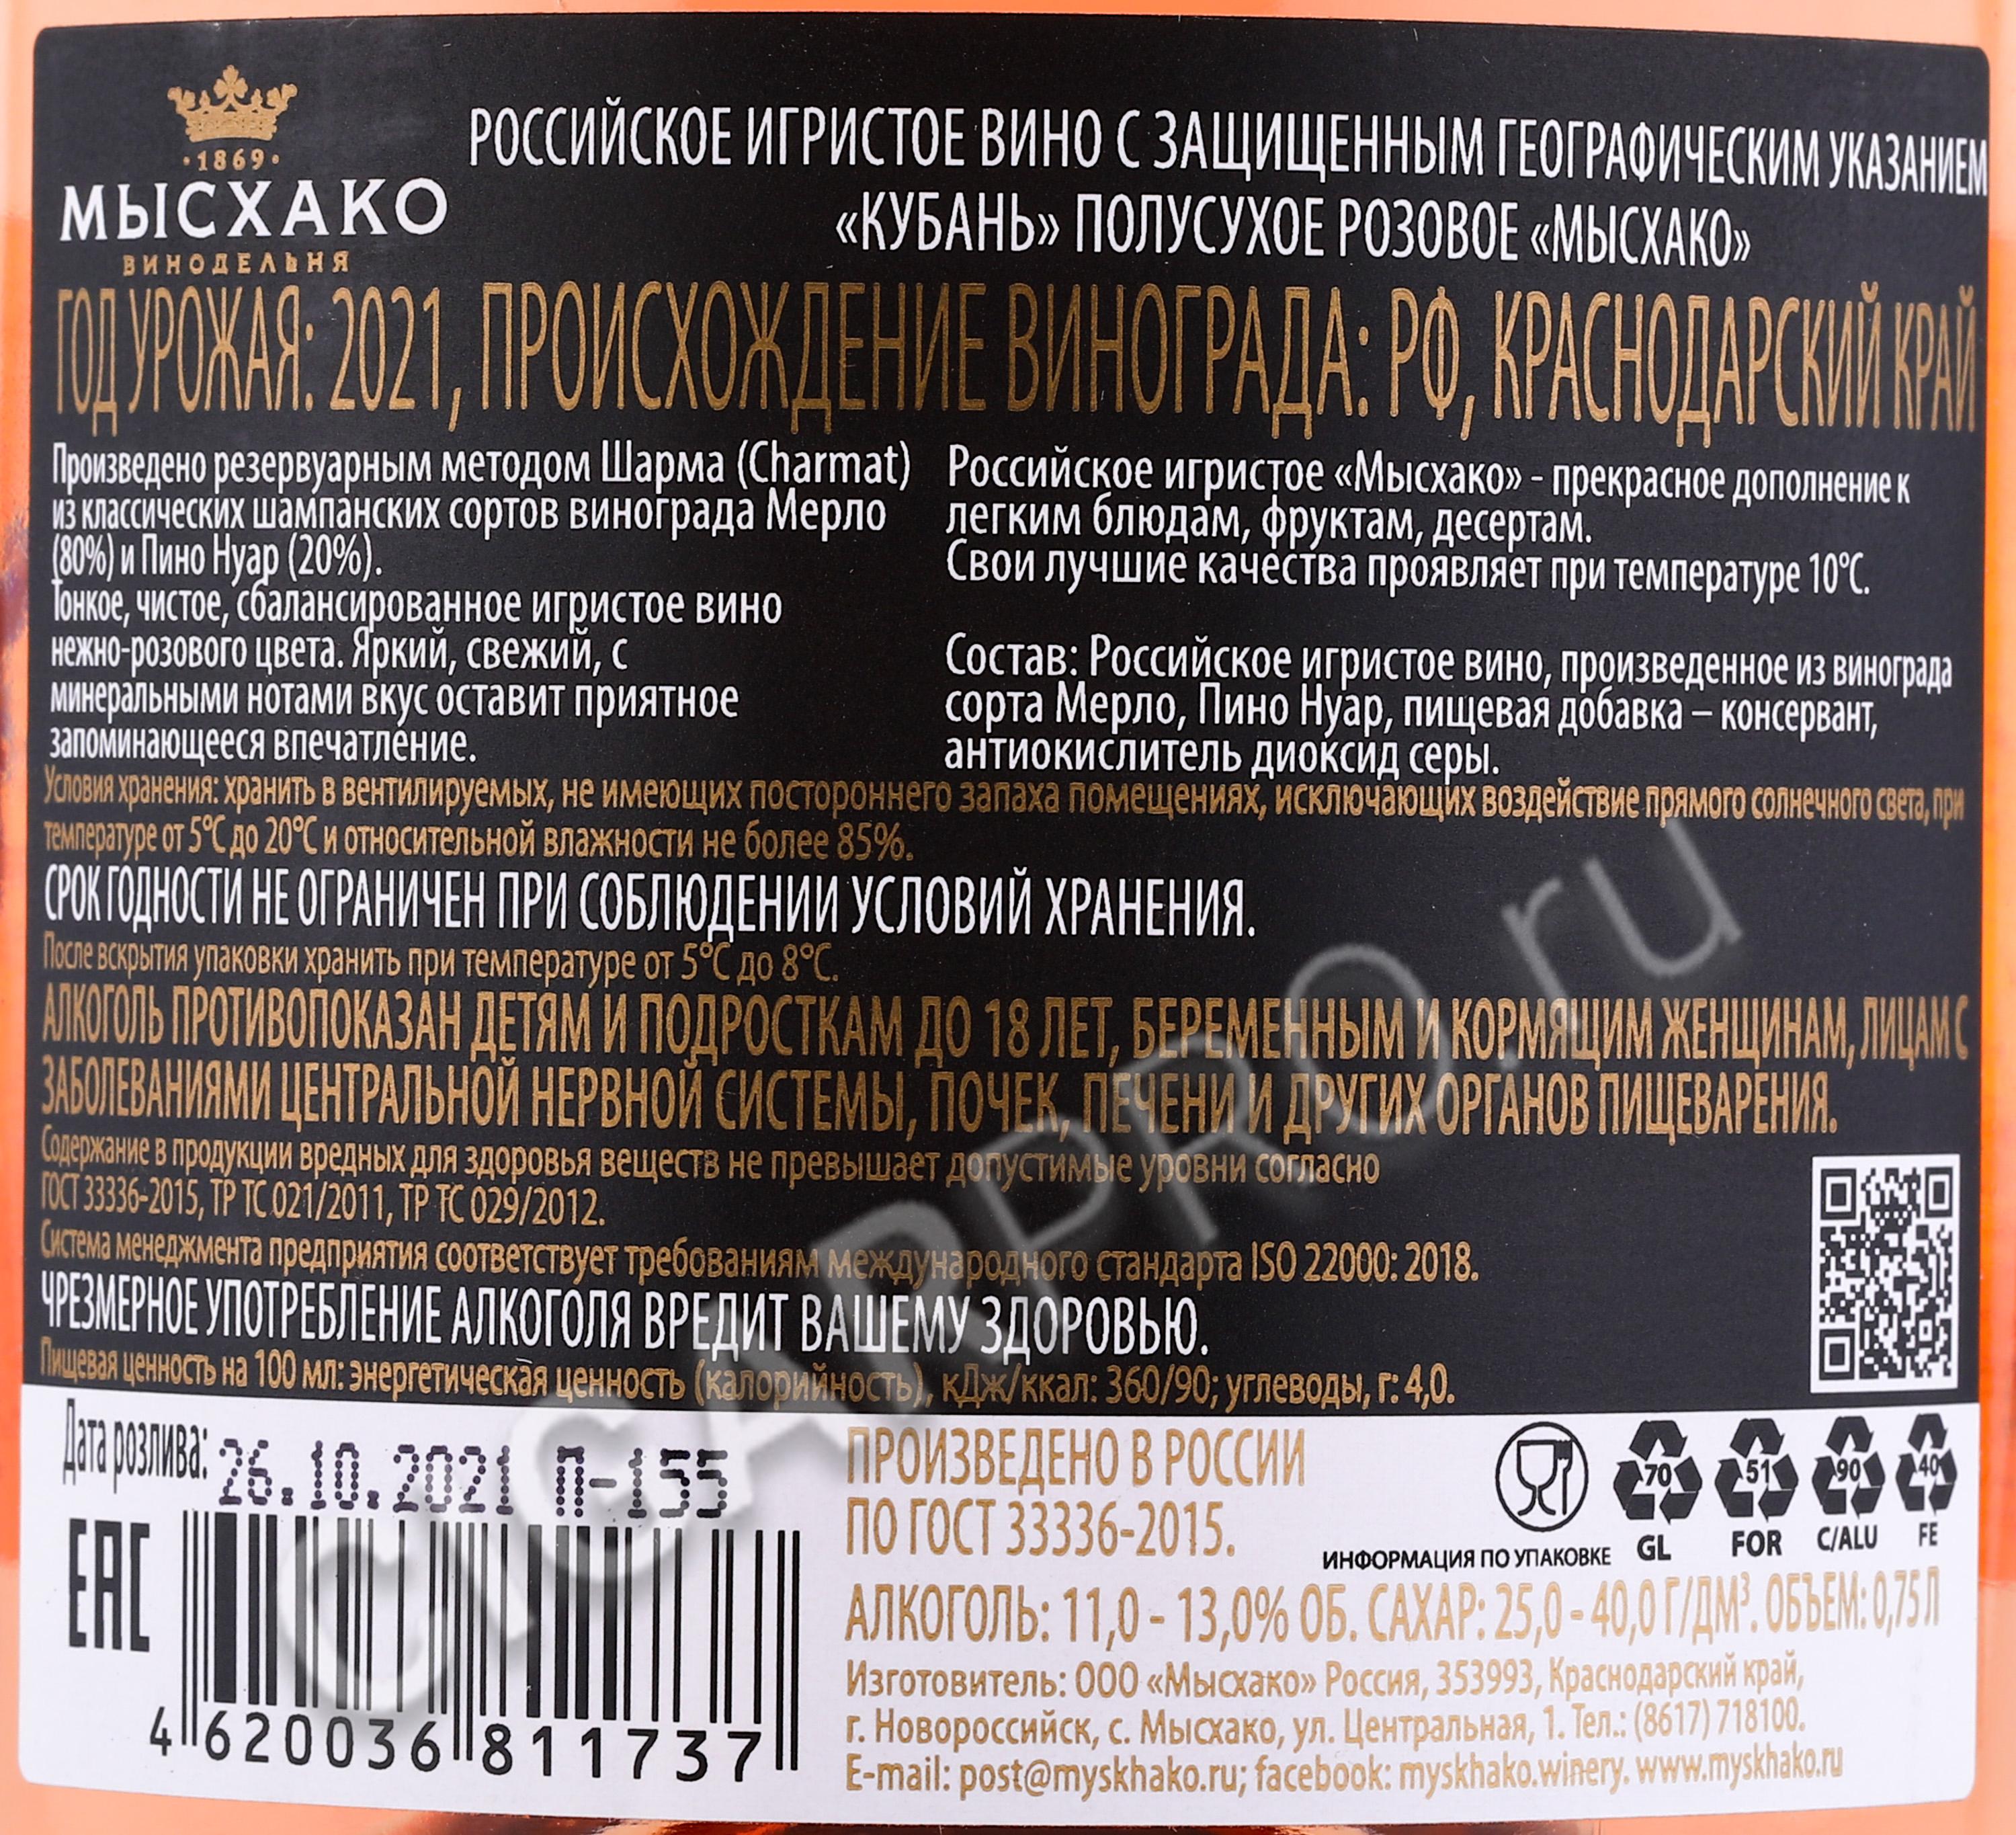 ·1869·
МЫСХАКО
ВИНОДЕЛЬНЯ
РОССИЙСКОЕ ИГРИСТОЕ ВИНО С ЗАЩИЩЕННЫМ ГЕОГРАФИЧЕСКИМ УКАЗАНИЕМ
«КУБАНЬ» ПОЛУСУХОЕ РОЗОВОЕ «МЫСХАКО»
ГОД УРОЖАЯ: 2021, ПРОИСХОЖДЕНИЕ ВИНОГРАДА: РФ, КРАСНОДАРСКИЙ КРАЙ
Произведено резервуарным методом Шарма (Charmat)
из классических шампанских сортов винограда Мерло
(80%) и Пино Нуар (20%).
Тонкое, чистое, сбалансированное игристое вино
нежно-розового цвета. Яркий, свежий, с
минеральными нотами вкус оставит приятное
запоминающееся впечатление.
Российское игристое «Мысхако» - прекрасное дополнение к
легким блюдам, фруктам, десертам.
Свои лучшие качества проявляет при температуре 10°С.
Состав: Российское игристое вино, произведенное из винограда
сорта Мерло, Пино Нуар, пищевая добавка – консервант,
антиокислитель диоксид серы.
Условия хранения: хранить в вентилируемых, не имеющих постороннего запаха помещениях, исключающих воздействие прямого солнечного света, при
температуре от 5°С до 20°С и относительной влажности не более 85%.
СРОК ГОДНОСТИ НЕ ОГРАНИЧЕН ПРИ СОБЛЮДЕНИИ УСЛОВИЙ ХРАНЕНИЯ.
После вскрытия упаковки хранить при температуре от 5°С до 8°С.
АЛКОГОЛЬ ПРОТИВОПОКАЗАН ДЕТЯМ И ПОДРОСТКАМ ДО 18 ЛЕТ, БЕРЕМЕННЫМ И КОРМЯЩИМ ЖЕНЩИНАМ, ЛИЦАМ С
ЗАБОЛЕВАНИЯМИ ЦЕНТРАЛЬНОЙ НЕРВНОЙ СИСТЕМЫ, ПОЧЕК, ПЕЧЕНИ И ДРУГИХ ОРГАНОВ ПИЩЕВАРЕНИЯ.
Содержание в продукции вредных для здоровья веществ не превышает допустимые уровни согласно
ГОСТ 33336-2015, ТР ТС 021/2011, ТР ТС 029/2012.
Система менеджмента предприятия соответствует требованиям международного стандарта ISO 22000: 2018.
ЧРЕЗМЕРНОЕ УПОТРЕБЛЕНИЕ АЛКОГОЛЯ ВРЕДИТ ВАШЕМУ ЗДОРОВЬЮ.
Пищевая ценность на 100 мл: энергетическая ценность (калорийность), кДж/ккал: 360/90; углеводы, г: 4,0.
Дата розлива: 26.10.2021 П-155
EAC
4 620036 811737
ПРОИЗВЕДЕНО В РОССИИ
ПО ГОСТ 33336-2015.
ИНФОРМАЦИЯ ПО УПАКОВКЕ
70 51 90 40
GL FOR C/ALU FE
АЛКОГОЛЬ: 11,0 - 13,0% ОБ. САХАР: 25,0 - 40,0 Г/ДМ³. ОБЪЕМ: 0,75 Л
Изготовитель: ООО «Мысхако» Россия, 353993, Краснодарский край,
г. Новороссийск, с. Мысхако, ул. Центральная, 1. Тел.: (8617) 718100.
E-mail: post@myskhako.ru; facebook: myskhako.winery. www.myskhako.ru
CIGARPRO.ru